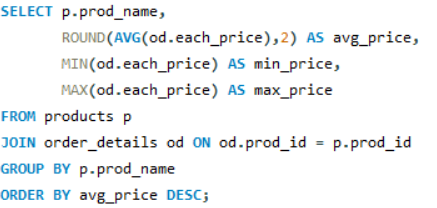 SELECT p.prod_name,
ROUND(AVG(od.each_price),2) AS avg_price,
MIN(od.each_price) AS min_price,
MAX(od.each_price) AS max_price
FROM products p
JOIN order_details od ON od.prod_id = p.prod_id
GROUP BY p.prod_name
ORDER BY avg_price DESC;